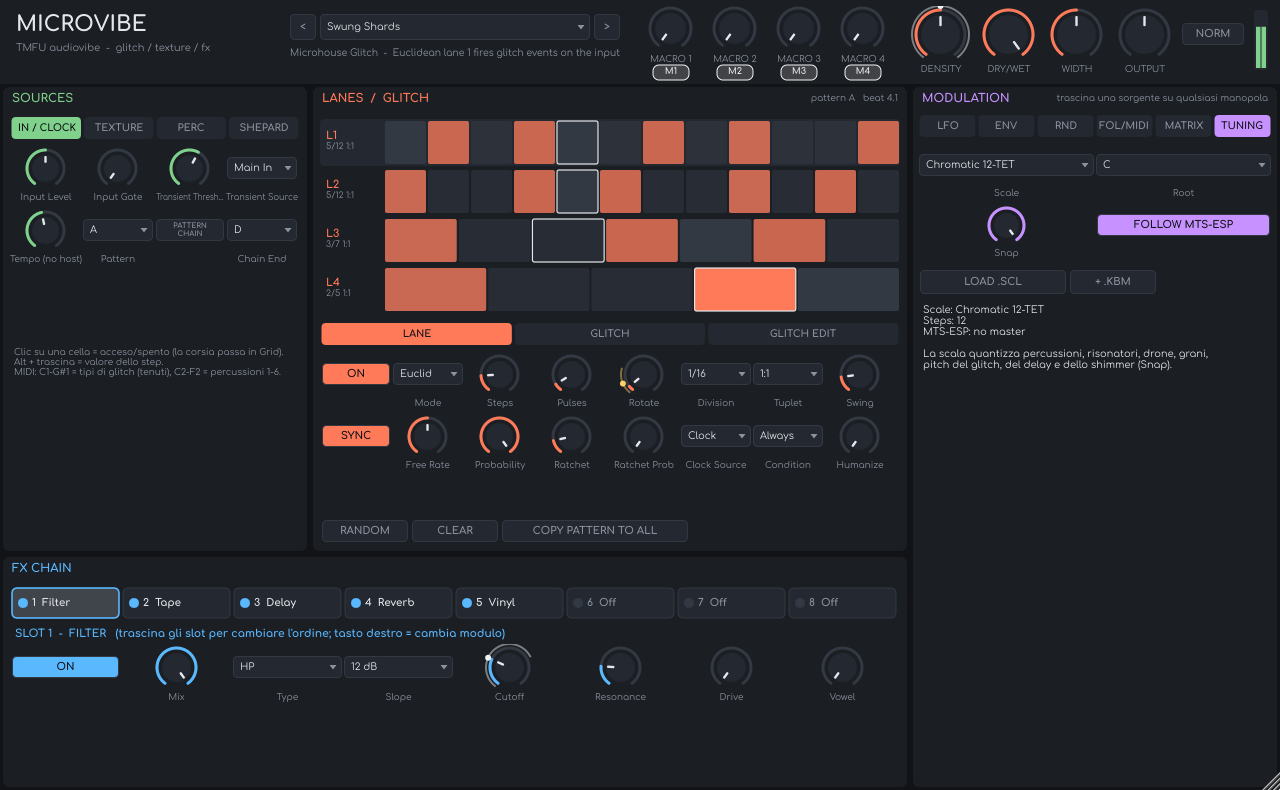 MICROVIBE
TMFU audiovibe - glitch / texture / fx
< Swung Shards >
Microhouse Glitch - Euclidean lane 1 fires glitch events on the input
MACRO 1 MACRO 2 MACRO 3 MACRO 4
M1 M2 M3 M4
DENSITY DRY/WET WIDTH OUTPUT
NORM
SOURCES
IN / CLOCK TEXTURE PERC SHEPARD
Main In
Input Level Input Gate Transient Thresh... Transient Source
A PATTERN CHAIN D
Tempo (no host) Pattern Chain End
Clic su una cella = acceso/spento (la corsia passa in Grid).
Alt + trascina = valore dello step.
MIDI: C1-G#1 = tipi di glitch (tenuti), C2-F2 = percussioni 1-6.
LANES / GLITCH
pattern A beat 4.1
L1
5/12 1:1
L2
5/12 1:1
L3
3/7 1:1
L4
2/5 1:1
LANE GLITCH GLITCH EDIT
ON Euclid 1/16 1:1
Mode Steps Pulses Rotate Division Tuplet Swing
SYNC Clock Always
Free Rate Probability Ratchet Ratchet Prob Clock Source Condition Humanize
RANDOM CLEAR COPY PATTERN TO ALL
MODULATION
trascina una sorgente su qualsiasi manopola
LFO ENV RND FOL/MIDI MATRIX TUNING
Chromatic 12-TET C
Scale Root
FOLLOW MTS-ESP
Snap
LOAD .SCL + .KBM
Scale: Chromatic 12-TET
Steps: 12
MTS-ESP: no master
La scala quantizza percussioni, risonatori, drone, grani,
pitch del glitch, del delay e dello shimmer (Snap).
FX CHAIN
1 Filter 2 Tape 3 Delay 4 Reverb 5 Vinyl 6 Off 7 Off 8 Off
SLOT 1 - FILTER (trascina gli slot per cambiare l'ordine; tasto destro = cambia modulo)
ON HP 12 dB
Mix Type Slope Cutoff Resonance Drive Vowel